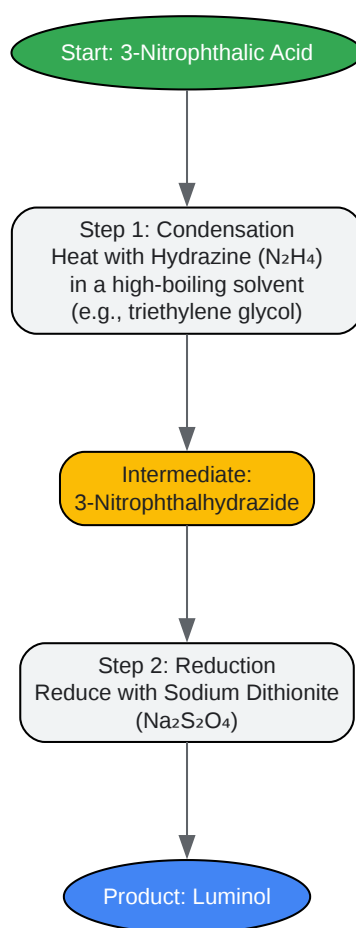 Start: 3-Nitrophthalic Acid
Step 1: Condensation
Heat with Hydrazine (N₂H₄)
in a high-boiling solvent
(e.g., triethylene glycol)
Intermediate:
3-Nitrophthalhydrazide
Step 2: Reduction
Reduce with Sodium Dithionite
(Na₂S₂O₄)
Product: Luminol